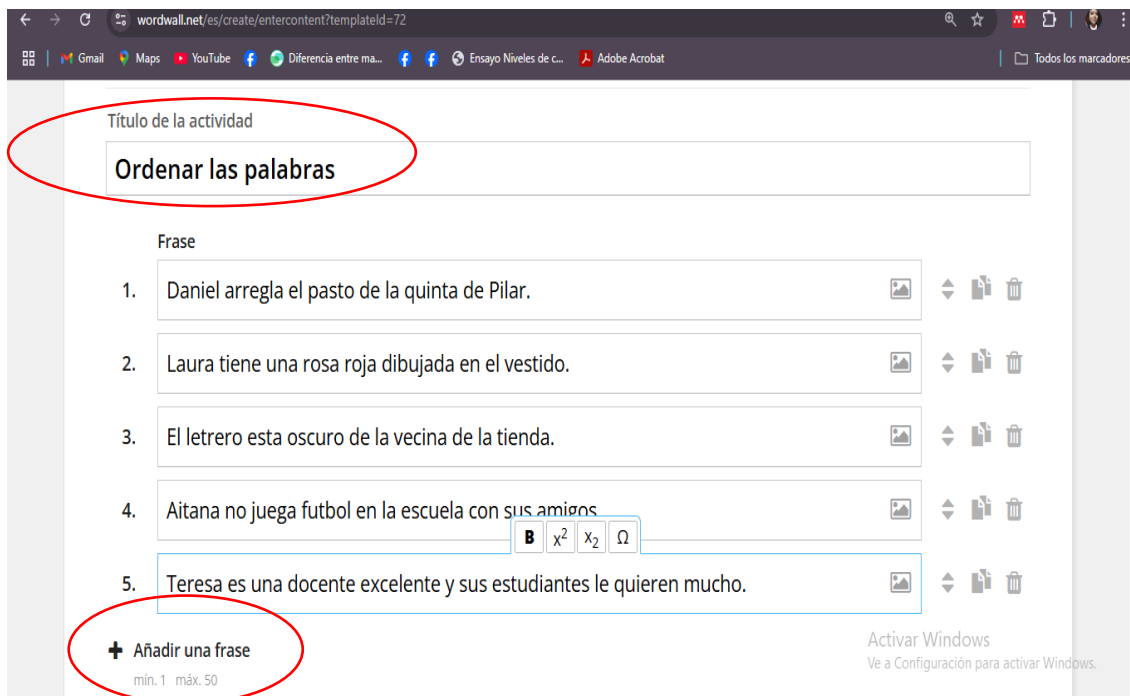 wordwall.net/es/create/entercontent?templateId=72
Gmail Maps YouTube Diferencia entre ma... Ensayo Niveles de c... Adobe Acrobat Todos los marcadores
Título de la actividad
Ordenar las palabras
Frase
1. Daniel arregla el pasto de la quinta de Pilar.
2. Laura tiene una rosa roja dibujada en el vestido.
3. El letrero esta oscuro de la vecina de la tienda.
4. Aitana no juega futbol en la escuela con sus amigos
B x² x₂ Ω
5. Teresa es una docente excelente y sus estudiantes le quieren mucho.
+ Añadir una frase
mín. 1 máx. 50
Activar Windows
Ve a Configuración para activar Windows.